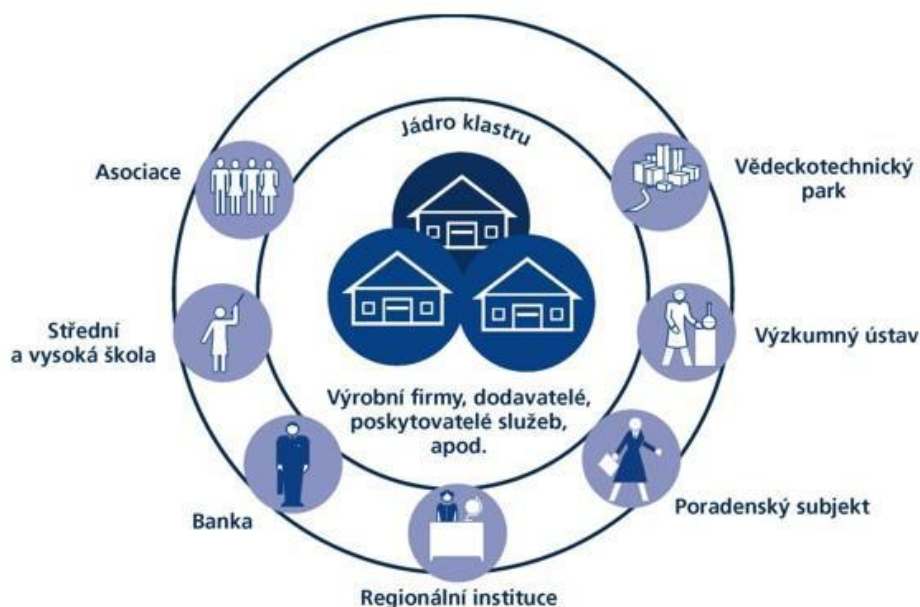 Jádro klastru
Asociace
Vědeckotechnický
park
Střední
a vysoká škola
Výzkumný ústav
Výrobní firmy, dodavatelé,
poskytovatelé služeb,
apod.
Banka
Poradenský subjekt
Regionální instituce